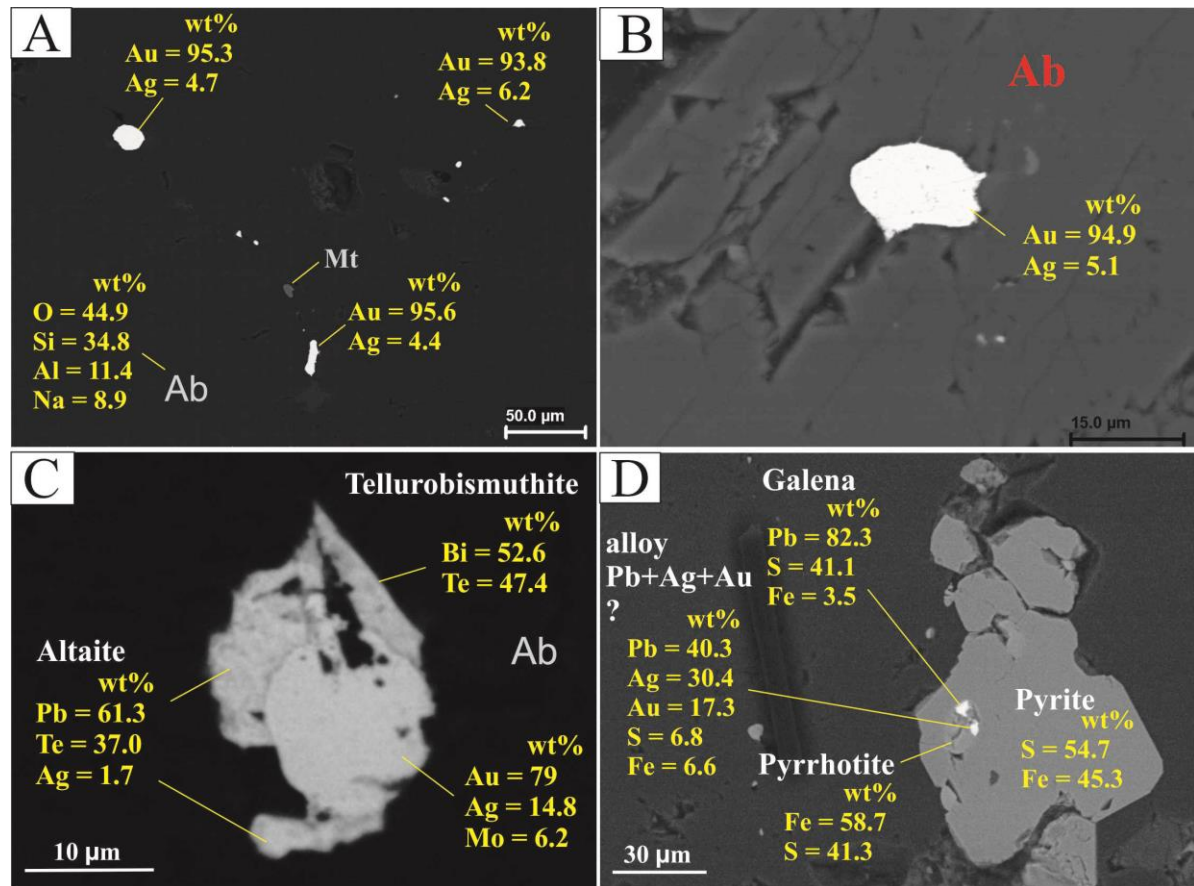 A
wt%
Au = 95.3
Ag = 4.7
wt%
Au = 93.8
Ag = 6.2
Mt
wt%
O = 44.9
Si = 34.8
Al = 11.4
Na = 8.9
Ab
wt%
Au = 95.6
Ag = 4.4
50.0 µm
B
Ab
wt%
Au = 94.9
Ag = 5.1
15.0 µm
C
Tellurobismuthite
wt%
Bi = 52.6
Te = 47.4
Ab
Altaite
wt%
Pb = 61.3
Te = 37.0
Ag = 1.7
Au = 79
Ag = 14.8
Mo = 6.2
10 µm
D
Galena
wt%
Pb = 82.3
S = 41.1
Fe = 3.5
alloy
Pb+Ag+Au
?
wt%
Pb = 40.3
Ag = 30.4
Au = 17.3
S = 6.8
Fe = 6.6
Pyrite
wt%
S = 54.7
Fe = 45.3
Pyrrhotite
wt%
Fe = 58.7
S = 41.3
30 µm